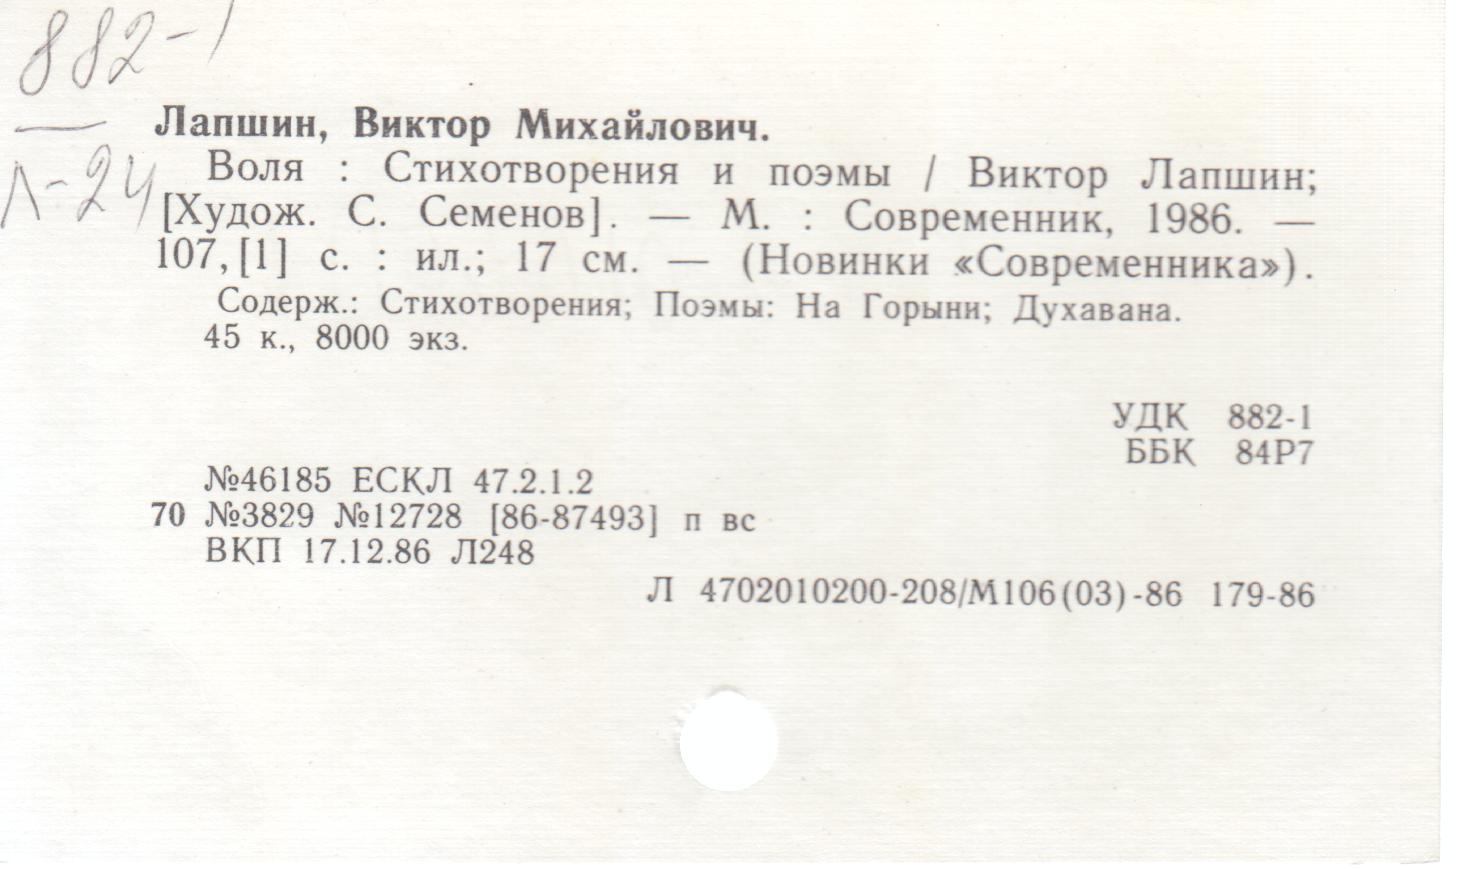 882-1
Л-24
Лапшин, Виктор Михайлович.
Воля : Стихотворения и поэмы / Виктор Лапшин;
[Худож. С. Семенов]. — М. : Современник, 1986. —
107,[1] с. : ил.; 17 см. — (Новинки «Современника»).
Содерж.: Стихотворения; Поэмы: На Горыни; Духавана.
45 к., 8000 экз.
УДК 882-1
ББК 84Р7
№46185 ЕСКЛ 47.2.1.2
70 №3829 №12728 [86-87493] п вс
ВКП 17.12.86 Л248
Л 4702010200-208/М106(03)-86 179-86